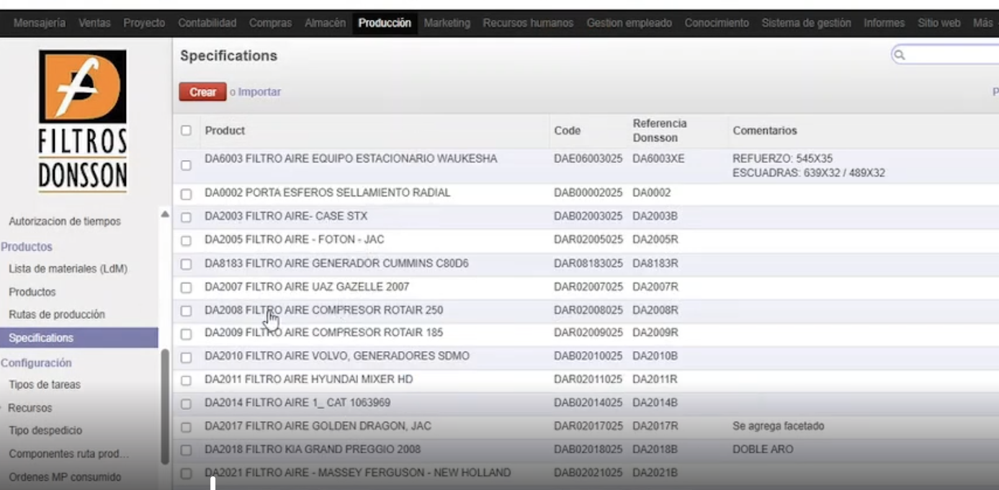 Mensajería Ventas Proyecto Contabilidad Compras Almacén Producción Marketing Recursos humanos Gestion empleado Conocimiento Sistema de gestión Informes Sitio web Más
FILTROS
DONSSON
Autorizacion de tiempos
Productos
Lista de materiales (LdM)
Productos
Rutas de producción
Specifications
Configuración
Tipos de tareas
Recursos
Tipo despedicio
Componentes ruta prod...
Ordenes MP consumido
Specifications
Crear o Importar
P
Product Code Referencia Donsson Comentarios
DA6003 FILTRO AIRE EQUIPO ESTACIONARIO WAUKESHA DAE06003025 DA6003XE REFUERZO: 545X35
ESCUADRAS: 639X32 / 489X32
DA0002 PORTA ESFEROS SELLAMIENTO RADIAL DAB00002025 DA0002
DA2003 FILTRO AIRE- CASE STX DAB02003025 DA2003B
DA2005 FILTRO AIRE - FOTON - JAC DAR02005025 DA2005R
DA8183 FILTRO AIRE GENERADOR CUMMINS C80D6 DAR08183025 DA8183R
DA2007 FILTRO AIRE UAZ GAZELLE 2007 DAR02007025 DA2007R
DA2008 FILTRO AIRE COMPRESOR ROTAIR 250 DAR02008025 DA2008R
DA2009 FILTRO AIRE COMPRESOR ROTAIR 185 DAR02009025 DA2009R
DA2010 FILTRO AIRE VOLVO, GENERADORES SDMO DAB02010025 DA2010B
DA2011 FILTRO AIRE HYUNDAI MIXER HD DAR02011025 DA2011R
DA2014 FILTRO AIRE 1_ CAT 1063969 DAB02014025 DA2014B
DA2017 FILTRO AIRE GOLDEN DRAGON, JAC DAR02017025 DA2017R Se agrega facetado
DA2018 FILTRO KIA GRAND PREGGIO 2008 DAB02018025 DA2018B DOBLE ARO
DA2021 FILTRO AIRE - MASSEY FERGUSON - NEW HOLLAND DAB02021025 DA2021B